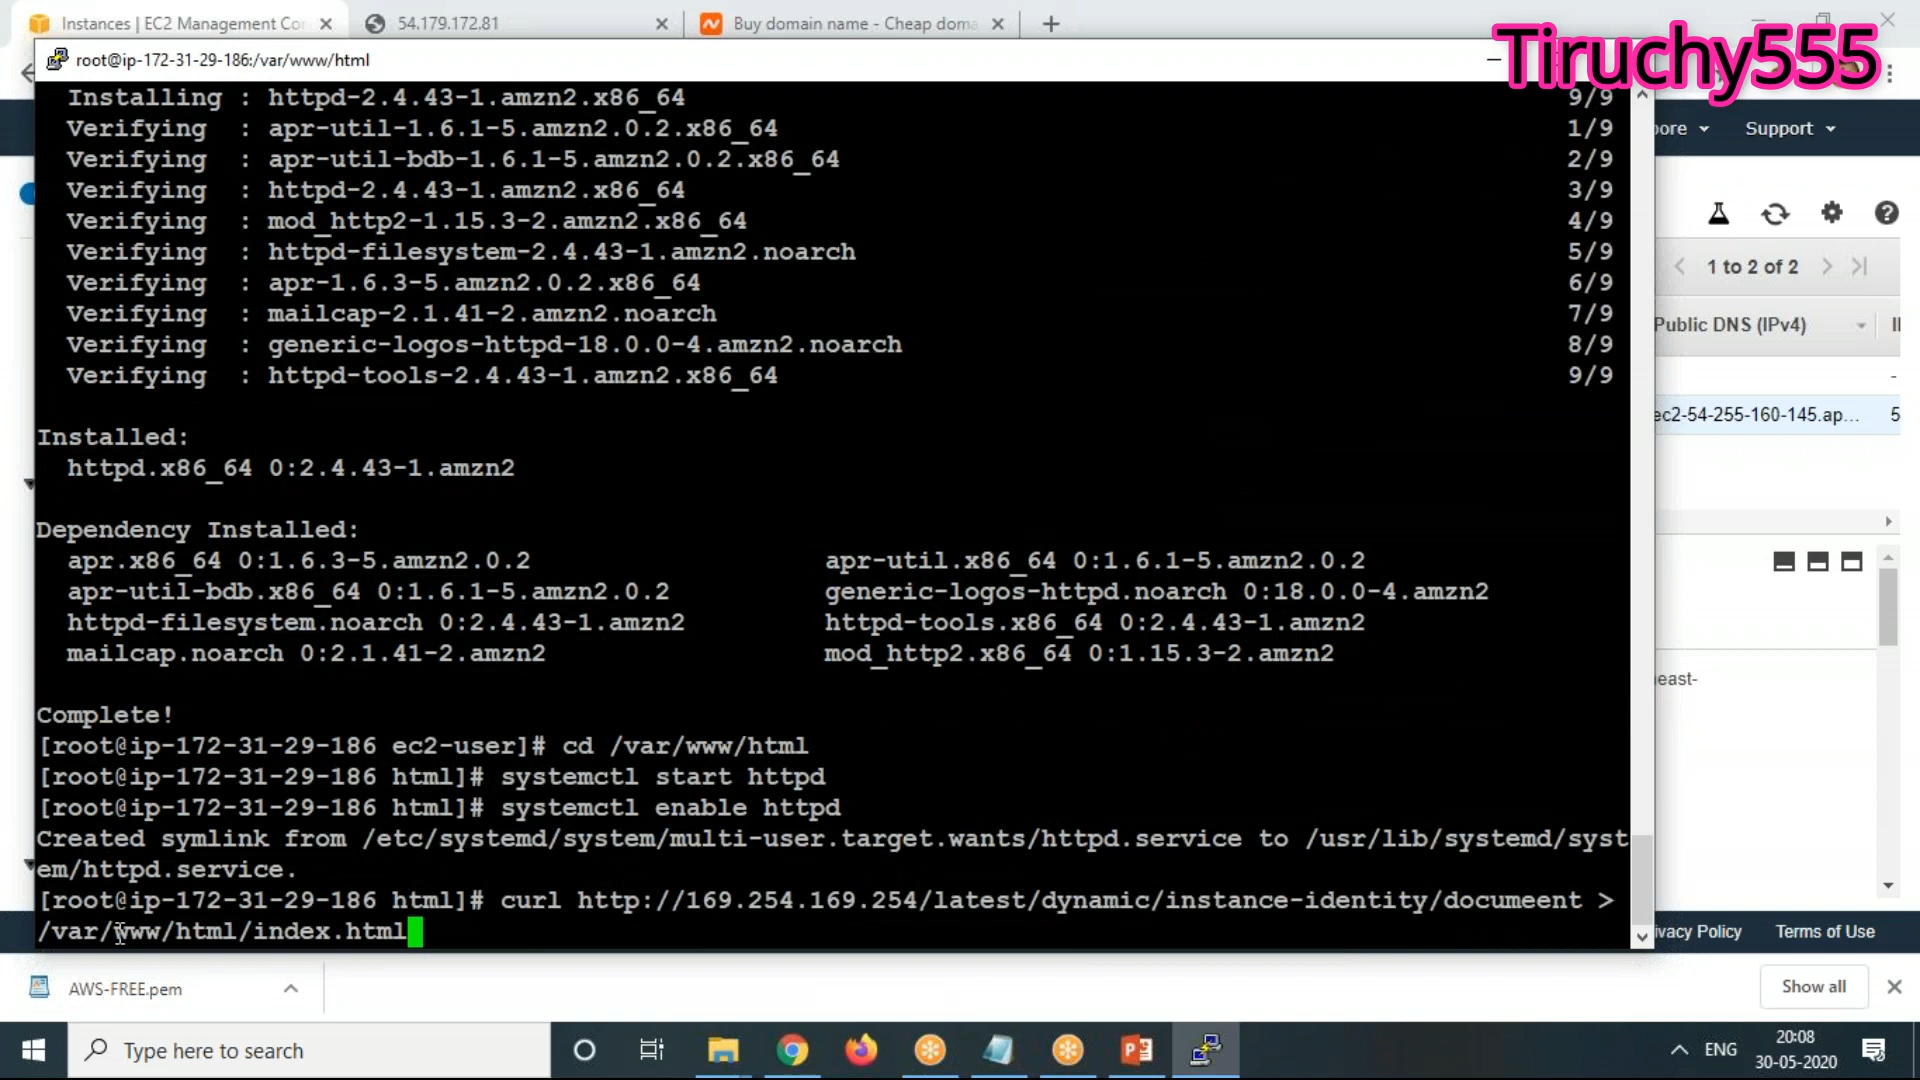 Instances | EC2 Management Con
54.179.172.81
Buy domain name - Cheap doma
Tiruchy555
root@ip-172-31-29-186:/var/www/html
Installing : httpd-2.4.43-1.amzn2.x86_64 9/9
Verifying : apr-util-1.6.1-5.amzn2.0.2.x86_64 1/9
Verifying : apr-util-bdb-1.6.1-5.amzn2.0.2.x86_64 2/9
Verifying : httpd-2.4.43-1.amzn2.x86_64 3/9
Verifying : mod_http2-1.15.3-2.amzn2.x86_64 4/9
Verifying : httpd-filesystem-2.4.43-1.amzn2.noarch 5/9
Verifying : apr-1.6.3-5.amzn2.0.2.x86_64 6/9
Verifying : mailcap-2.1.41-2.amzn2.noarch 7/9
Verifying : generic-logos-httpd-18.0.0-4.amzn2.noarch 8/9
Verifying : httpd-tools-2.4.43-1.amzn2.x86_64 9/9
Installed:
httpd.x86_64 0:2.4.43-1.amzn2
Dependency Installed:
apr.x86_64 0:1.6.3-5.amzn2.0.2 apr-util.x86_64 0:1.6.1-5.amzn2.0.2
apr-util-bdb.x86_64 0:1.6.1-5.amzn2.0.2 generic-logos-httpd.noarch 0:18.0.0-4.amzn2
httpd-filesystem.noarch 0:2.4.43-1.amzn2 httpd-tools.x86_64 0:2.4.43-1.amzn2
mailcap.noarch 0:2.1.41-2.amzn2 mod_http2.x86_64 0:1.15.3-2.amzn2
Complete!
[root@ip-172-31-29-186 ec2-user]# cd /var/www/html
[root@ip-172-31-29-186 html]# systemctl start httpd
[root@ip-172-31-29-186 html]# systemctl enable httpd
Created symlink from /etc/systemd/system/multi-user.target.wants/httpd.service to /usr/lib/systemd/syst
em/httpd.service.
[root@ip-172-31-29-186 html]# curl http://169.254.169.254/latest/dynamic/instance-identity/documeent >
/var/www/html/index.html
pore Support
1 to 2 of 2
Public DNS (IPv4)
-
ec2-54-255-160-145.ap... 5
east-
ivacy Policy Terms of Use
AWS-FREE.pem
Show all
Type here to search
ENG
20:08
30-05-2020